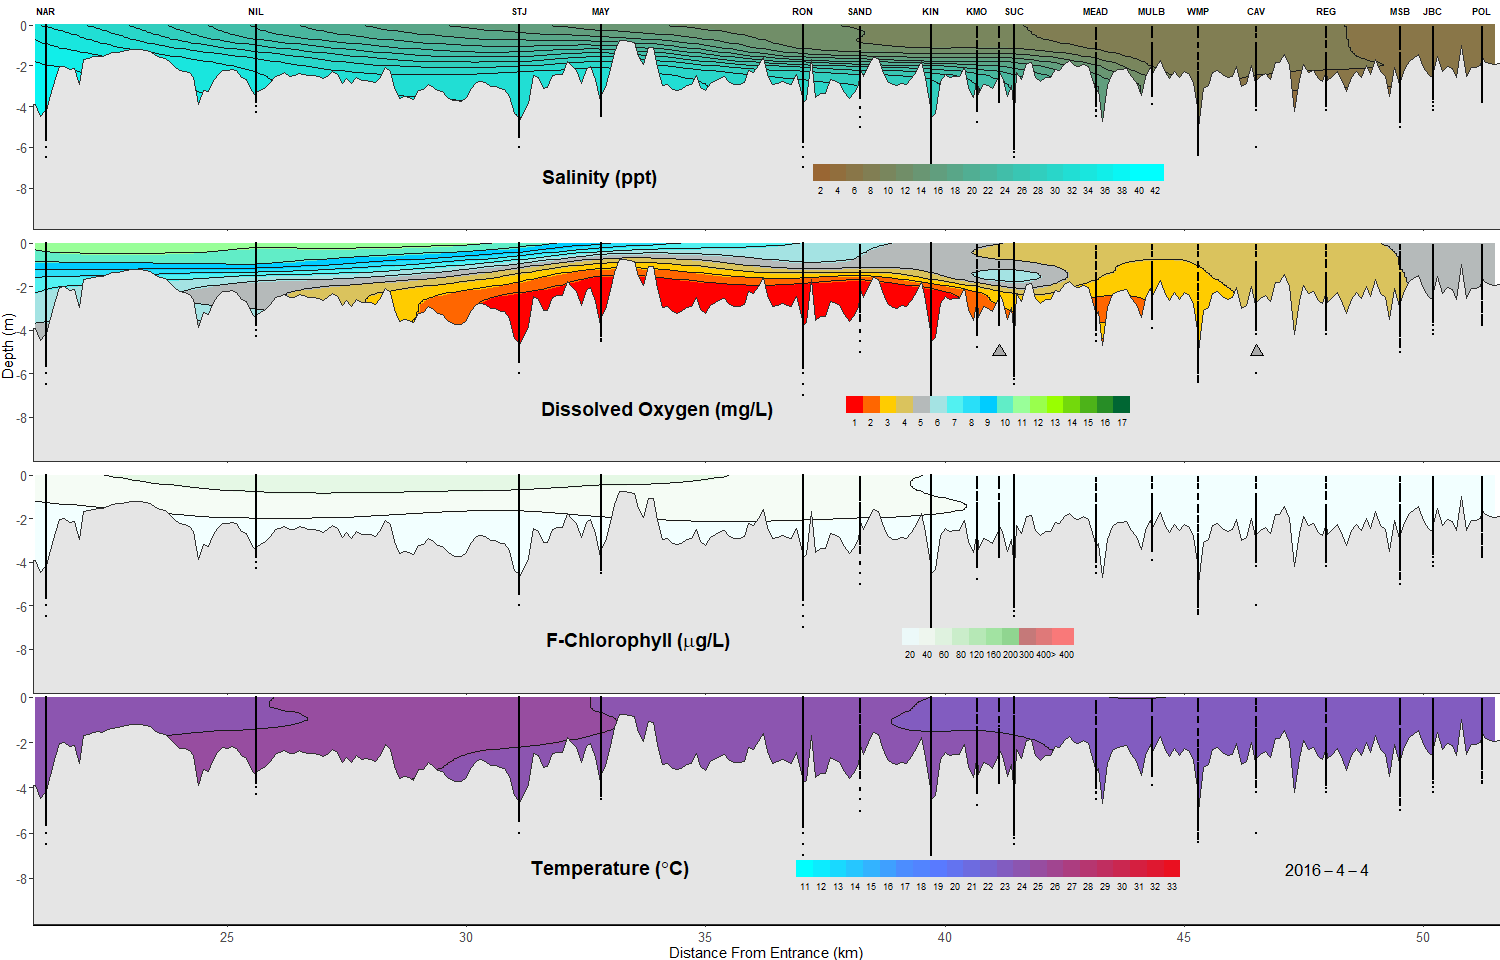 NAR NIL STJ MAY RON SAND KIN KMO SUC MEAD MULB WMP CAV REG MSB JBC POL
0
-2
-4
-6
-8
Salinity (ppt)
2 4 6 8 10 12 14 16 18 20 22 24 26 28 30 32 34 36 38 40 42
0
-2
-4
-6
-8
Dissolved Oxygen (mg/L)
1 2 3 4 5 6 7 8 9 10 11 12 13 14 15 16 17
Depth (m)
0
-2
-4
-6
-8
F-Chlorophyll (μg/L)
20 40 60 80 120 160 200 300 400> 400
0
-2
-4
-6
-8
Temperature (°C)
11 12 13 14 15 16 17 18 19 20 21 22 23 24 25 26 27 28 29 30 31 32 33
2016 – 4 – 4
25 30 35 40 45 50
Distance From Entrance (km)